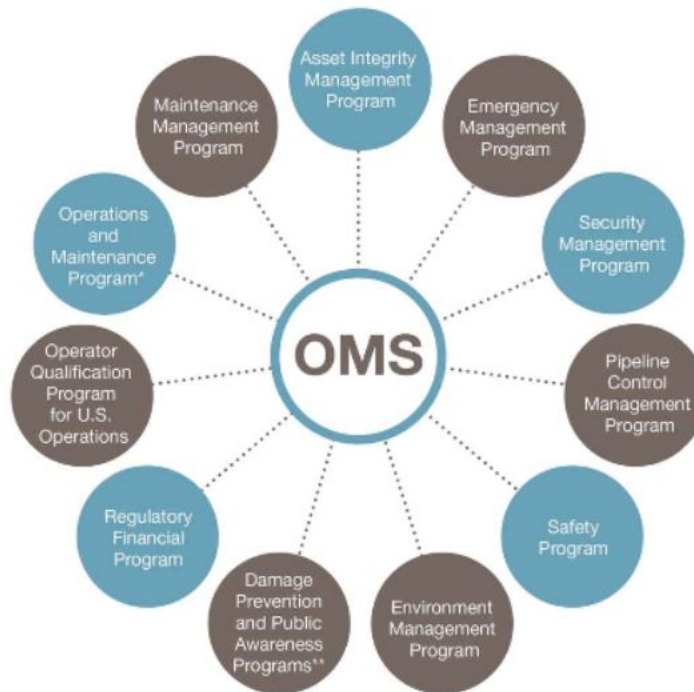 Asset Integrity
Management
Program
Emergency
Management
Program
Security
Management
Program
Pipeline
Control
Management
Program
Safety
Program
Environment
Management
Program
Damage
Prevention
and Public
Awareness
Programs**
Regulatory
Financial
Program
Operator
Qualification
Program
for U.S.
Operations
Operations
and
Maintenance
Program*
Maintenance
Management
Program
OMS